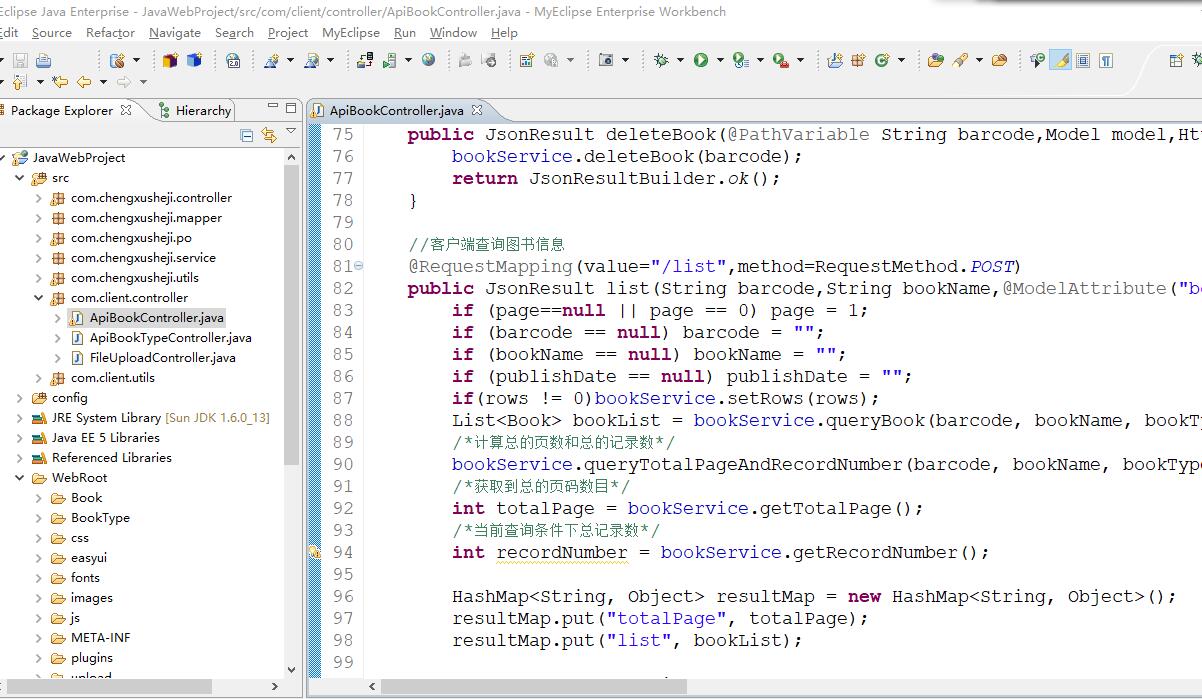 clipse Java Enterprise - JavaWebProject/src/com/client/controller/ApiBookController.java - MyEclipse Enterprise Workbench
Edit Source Refactor Navigate Search Project MyEclipse Run Window Help
Package Explorer Hierarchy
ApiBookController.java
JavaWebProject
src
com.chengxusheji.controller
com.chengxusheji.mapper
com.chengxusheji.po
com.chengxusheji.service
com.chengxusheji.utils
com.client.controller
ApiBookController.java
ApiBookTypeController.java
FileUploadController.java
com.client.utils
config
JRE System Library [Sun JDK 1.6.0_13]
Java EE 5 Libraries
Referenced Libraries
WebRoot
Book
BookType
css
easyui
fonts
images
js
META-INF
plugins
upload
75 public JsonResult deleteBook(@PathVariable String barcode,Model model,Ht
76 bookService.deleteBook(barcode);
77 return JsonResultBuilder.ok();
78 }
79
80 //客户端查询图书信息
81 @RequestMapping(value="/list",method=RequestMethod.POST)
82 public JsonResult list(String barcode,String bookName,@ModelAttribute("b
83 if (page==null || page == 0) page = 1;
84 if (barcode == null) barcode = "";
85 if (bookName == null) bookName = "";
86 if (publishDate == null) publishDate = "";
87 if(rows != 0)bookService.setRows(rows);
88 List<Book> bookList = bookService.queryBook(barcode, bookName, bookTy
89 /*计算总的页数和总的记录数*/
90 bookService.queryTotalPageAndRecordNumber(barcode, bookName, bookType
91 /*获取到总的页码数目*/
92 int totalPage = bookService.getTotalPage();
93 /*当前查询条件下总记录数*/
94 int recordNumber = bookService.getRecordNumber();
95
96 HashMap<String, Object> resultMap = new HashMap<String, Object>();
97 resultMap.put("totalPage", totalPage);
98 resultMap.put("list", bookList);
99